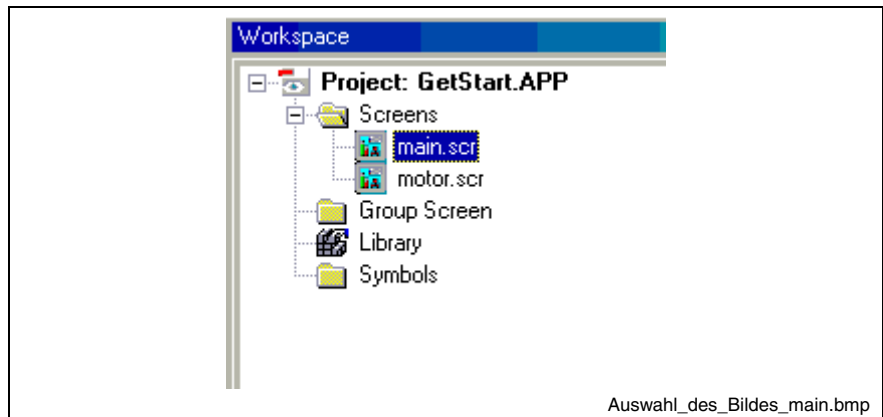 Workspace
Project: GetStart.APP
Screens
main.scr
motor.scr
Group Screen
Library
Symbols
Auswahl_des_Bildes_main.bmp